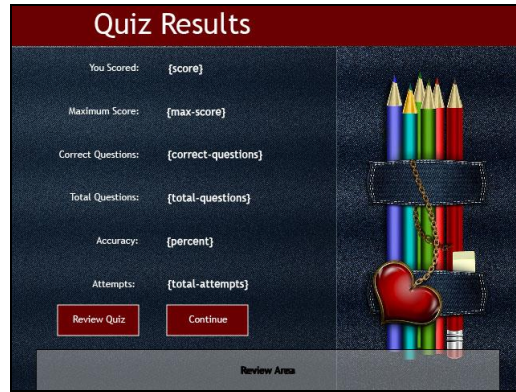 Quiz Results
You Scored: {score}
Maximum Score: {max-score}
Correct Questions: {correct-questions}
Total Questions: {total-questions}
Accuracy: {percent}
Attempts: {total-attempts}
Review Quiz Continue
Review Area